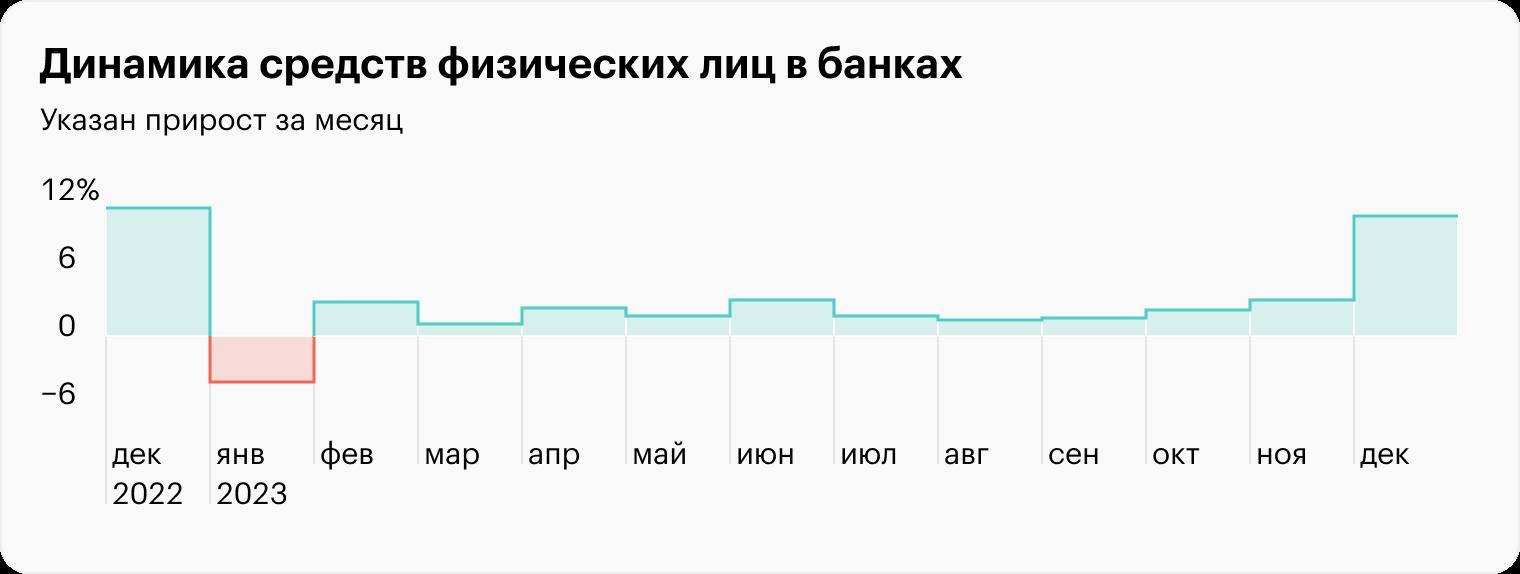 Динамика средств физических лиц в банках
Указан прирост за месяц
12%
6
0
−6
дек янв фев мар апр май июн июл авг сен окт ноя дек
2022 2023